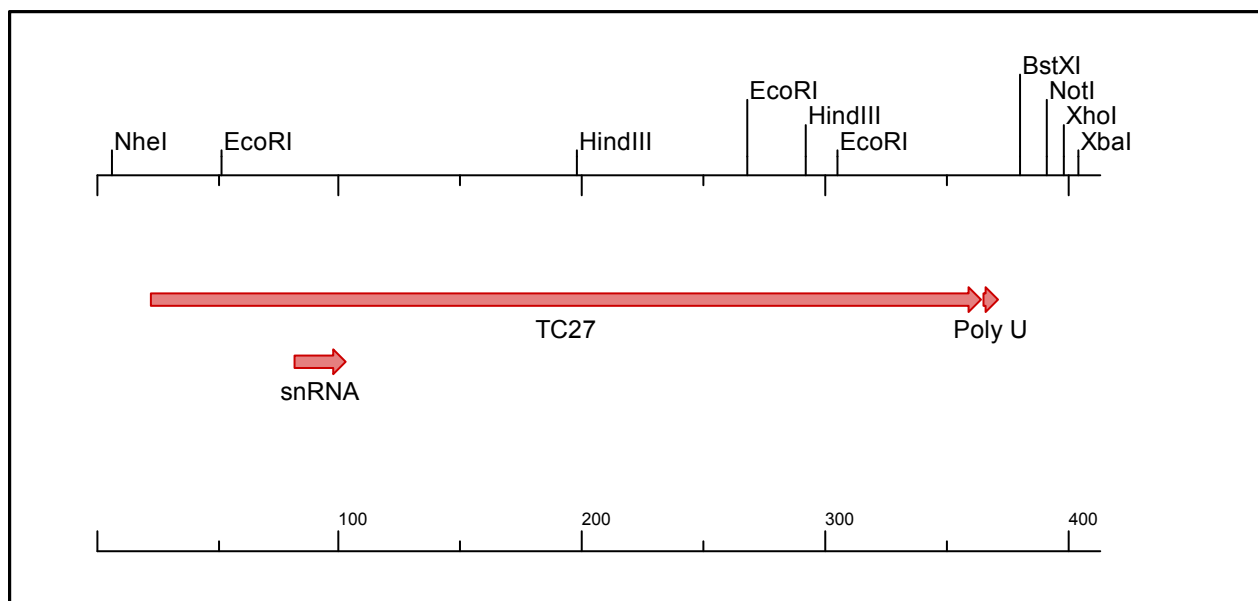 BstXI
EcoRI NotI
HindIII XhoI
NheI EcoRI HindIII EcoRI XbaI
TC27 Poly U
snRNA
100 200 300 400